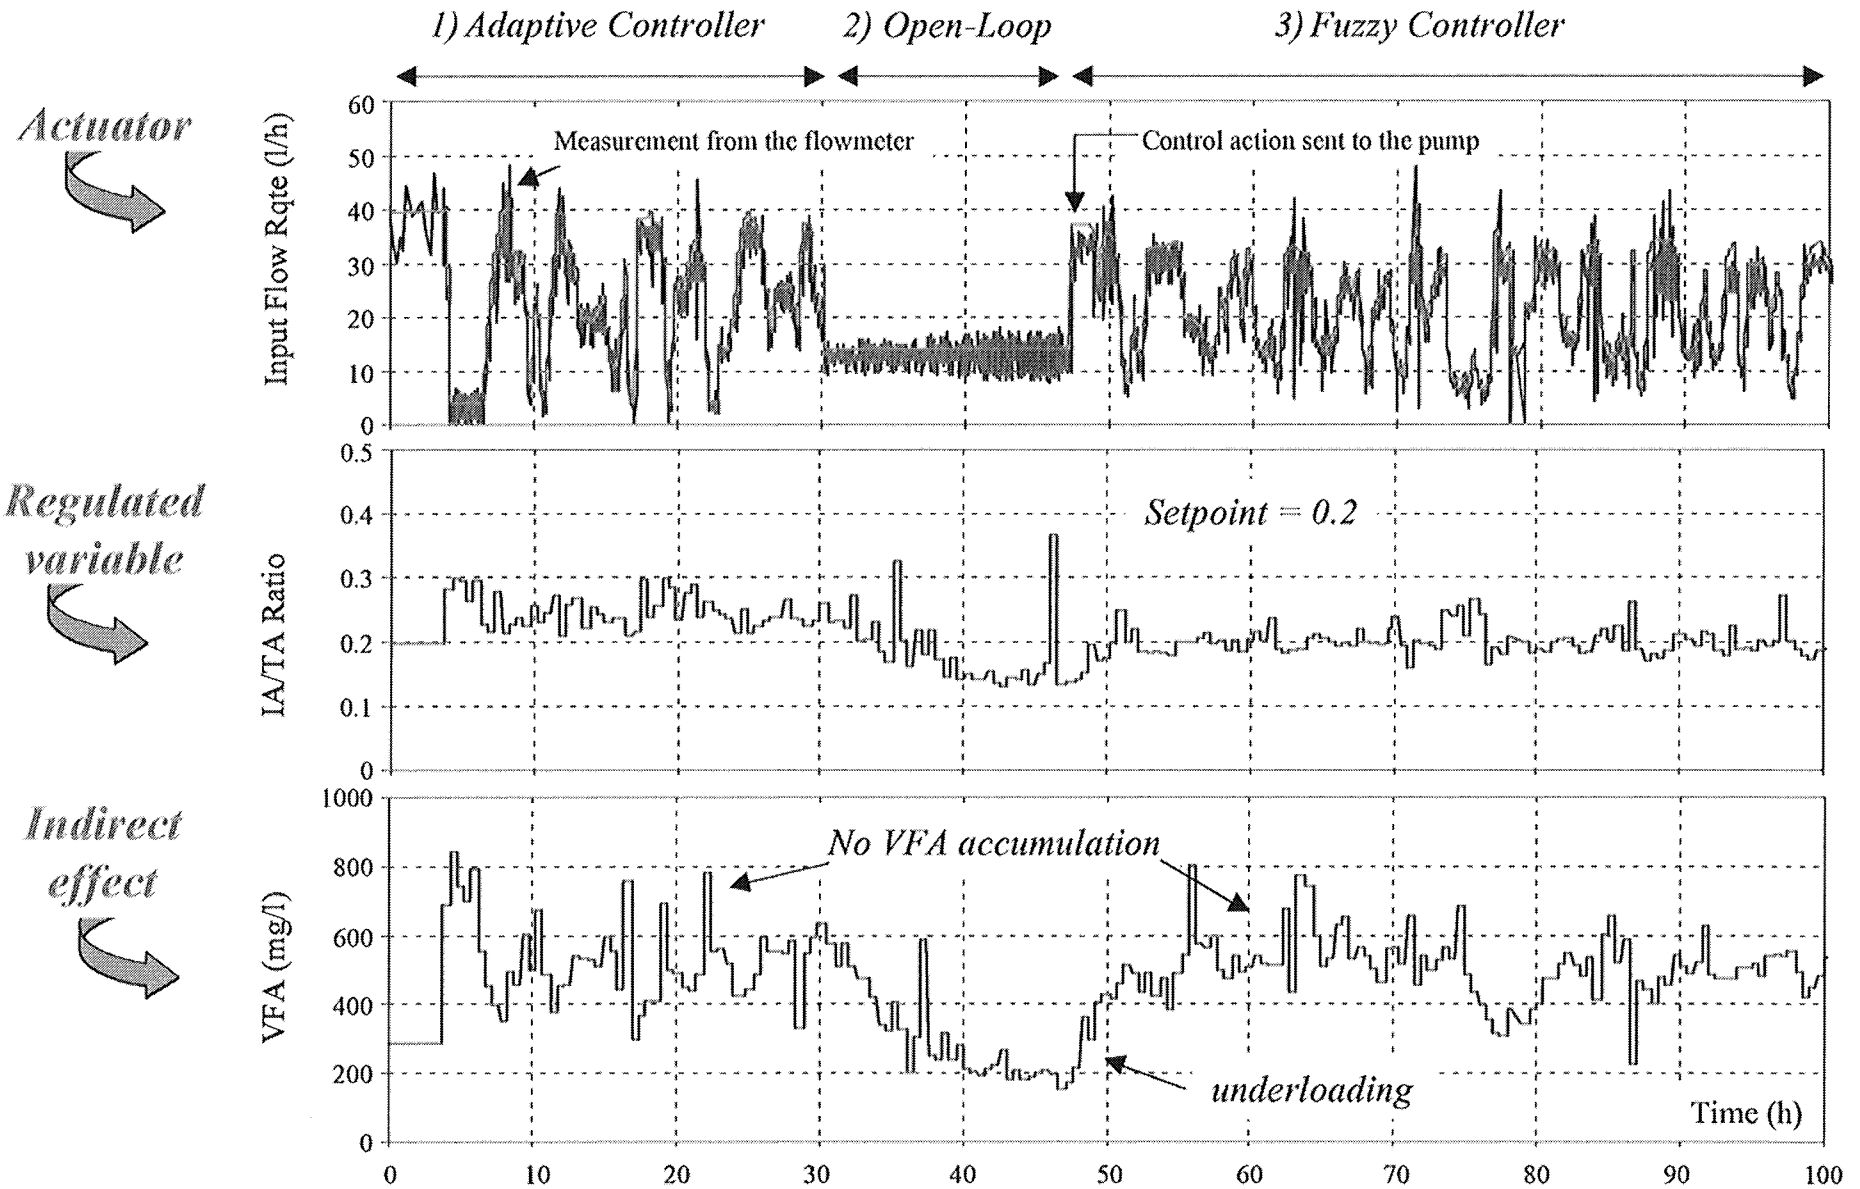 1) Adaptive Controller 2) Open-Loop 3) Fuzzy Controller
Actuator
Input Flow Rqte (l/h)
60
50
40
30
20
10
0
Measurement from the flowmeter
Control action sent to the pump
Regulated
variable
IA/TA Ratio
0.5
0.4
0.3
0.2
0.1
0
Setpoint = 0.2
Indirect
effect
VFA (mg/l)
1000
800
600
400
200
0
No VFA accumulation
underloading
Time (h)
0 10 20 30 40 50 60 70 80 90 100